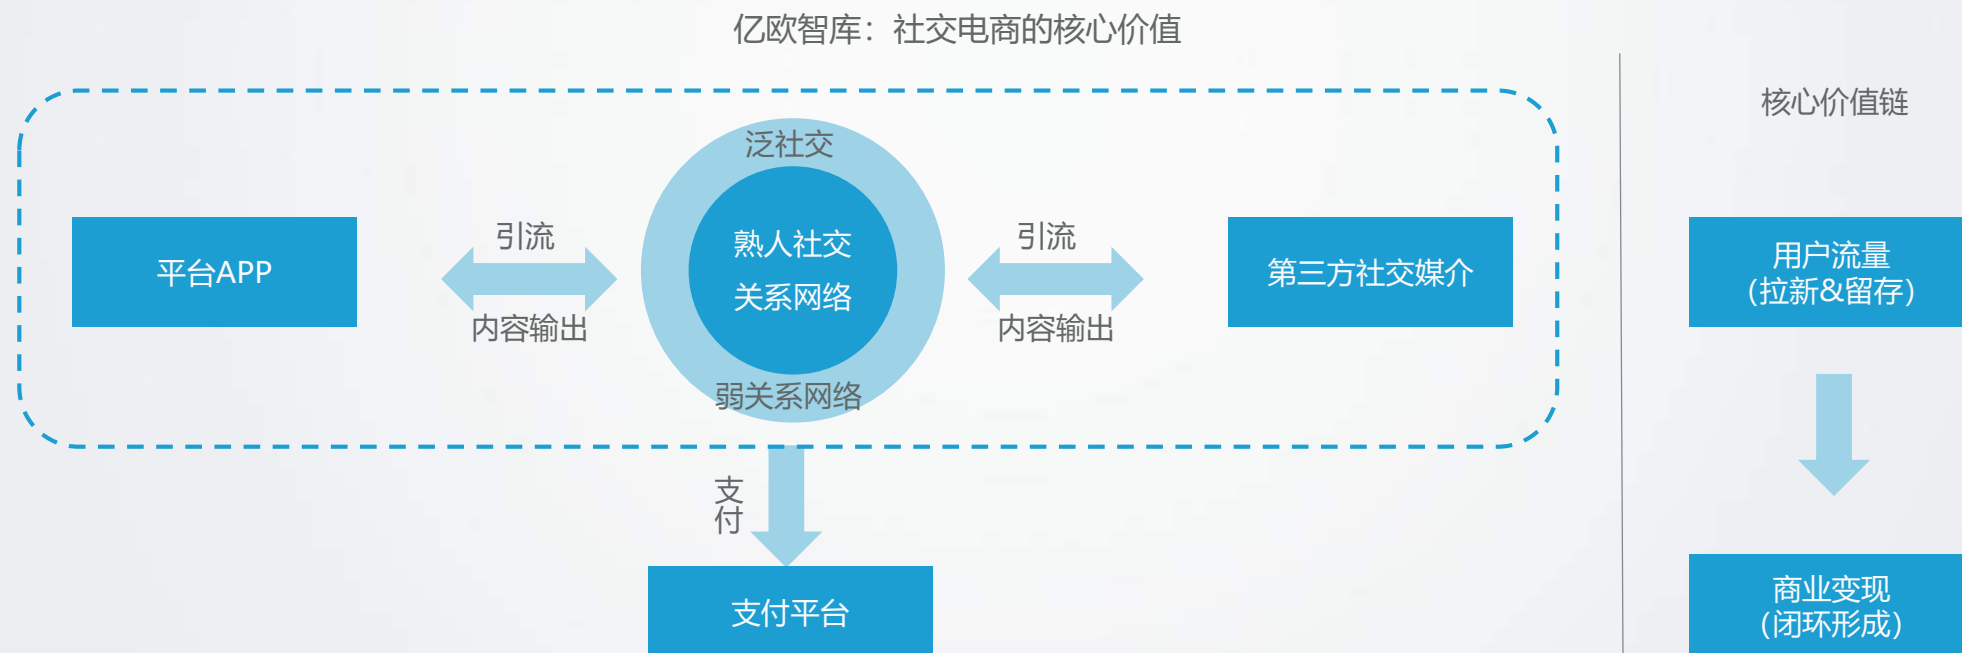 亿欧智库：社交电商的核心价值
核心价值链
泛社交
平台APP
引流
内容输出
熟人社交
关系网络
弱关系网络
引流
内容输出
第三方社交媒介
用户流量
（拉新&留存）
支
付
支付平台
商业变现
（闭环形成）